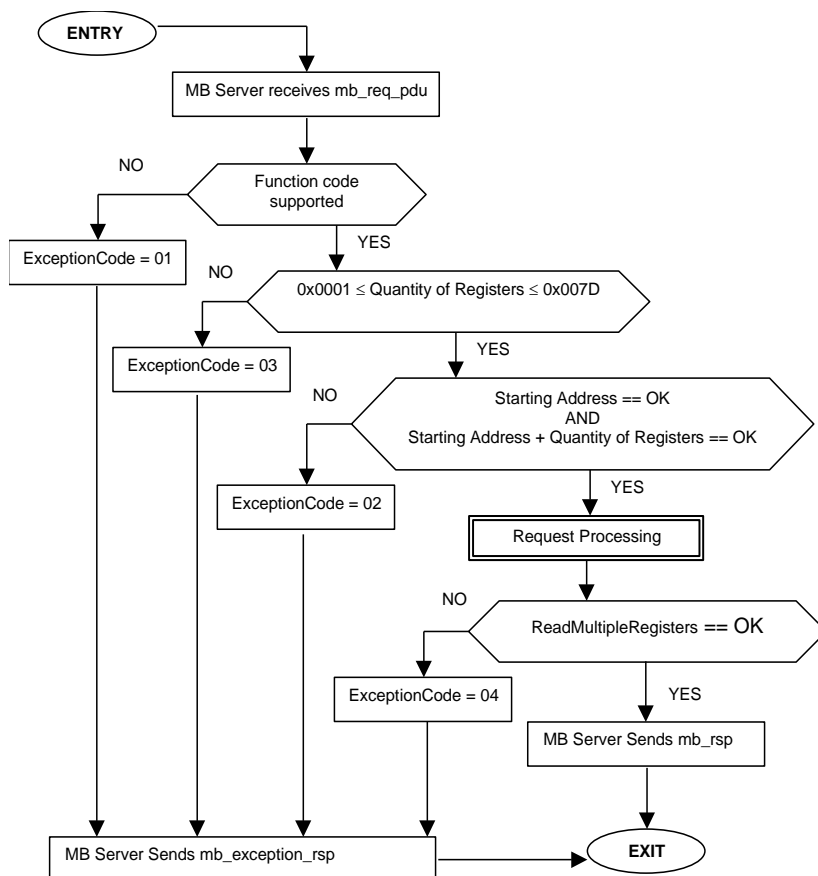 ENTRY
MB Server receives mb_req_pdu
NO
Function code
supported
YES
ExceptionCode = 01
NO
0x0001 ≤ Quantity of Registers ≤ 0x007D
YES
ExceptionCode = 03
NO
Starting Address == OK
AND
Starting Address + Quantity of Registers == OK
YES
ExceptionCode = 02
Request Processing
NO
ReadMultipleRegisters == OK
YES
ExceptionCode = 04
MB Server Sends mb_rsp
MB Server Sends mb_exception_rsp
EXIT